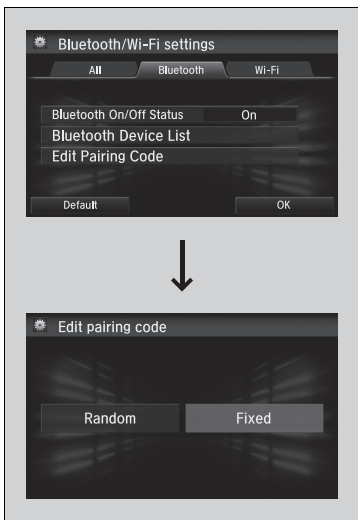 Bluetooth/Wi-Fi settings
All Bluetooth Wi-Fi
Bluetooth On/Off Status On
Bluetooth Device List
Edit Pairing Code
Default OK
Edit pairing code
Random Fixed